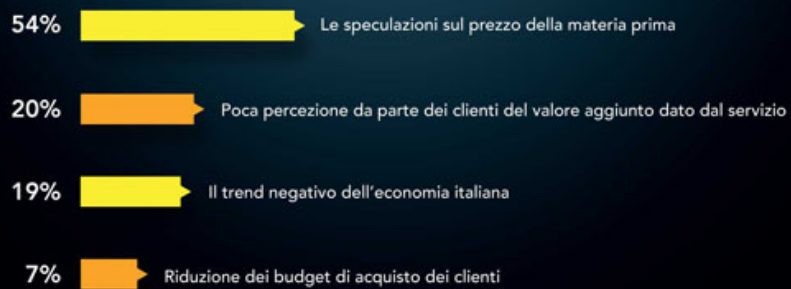 54% Le speculazioni sul prezzo della materia prima
20% Poca percezione da parte dei clienti del valore aggiunto dato dal servizio
19% Il trend negativo dell'economia italiana
7% Riduzione dei budget di acquisto dei clienti